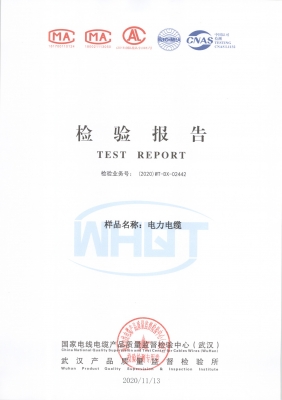 MA
MA
AL
ilac-MRA
CNAS
检 验 报 告
TEST REPORT
检验业务号: (2020)WT-DX-02442
WHQT
样品名称: 电力电缆
国家电线电缆产品质量监督检验中心(武汉)
China National Quality Supervision and Test Center for Cables Wires (Wuhan)
武汉产品质量监督检验所
Wuhan Product Quality Supervision & Inspection Institute
2020/11/13